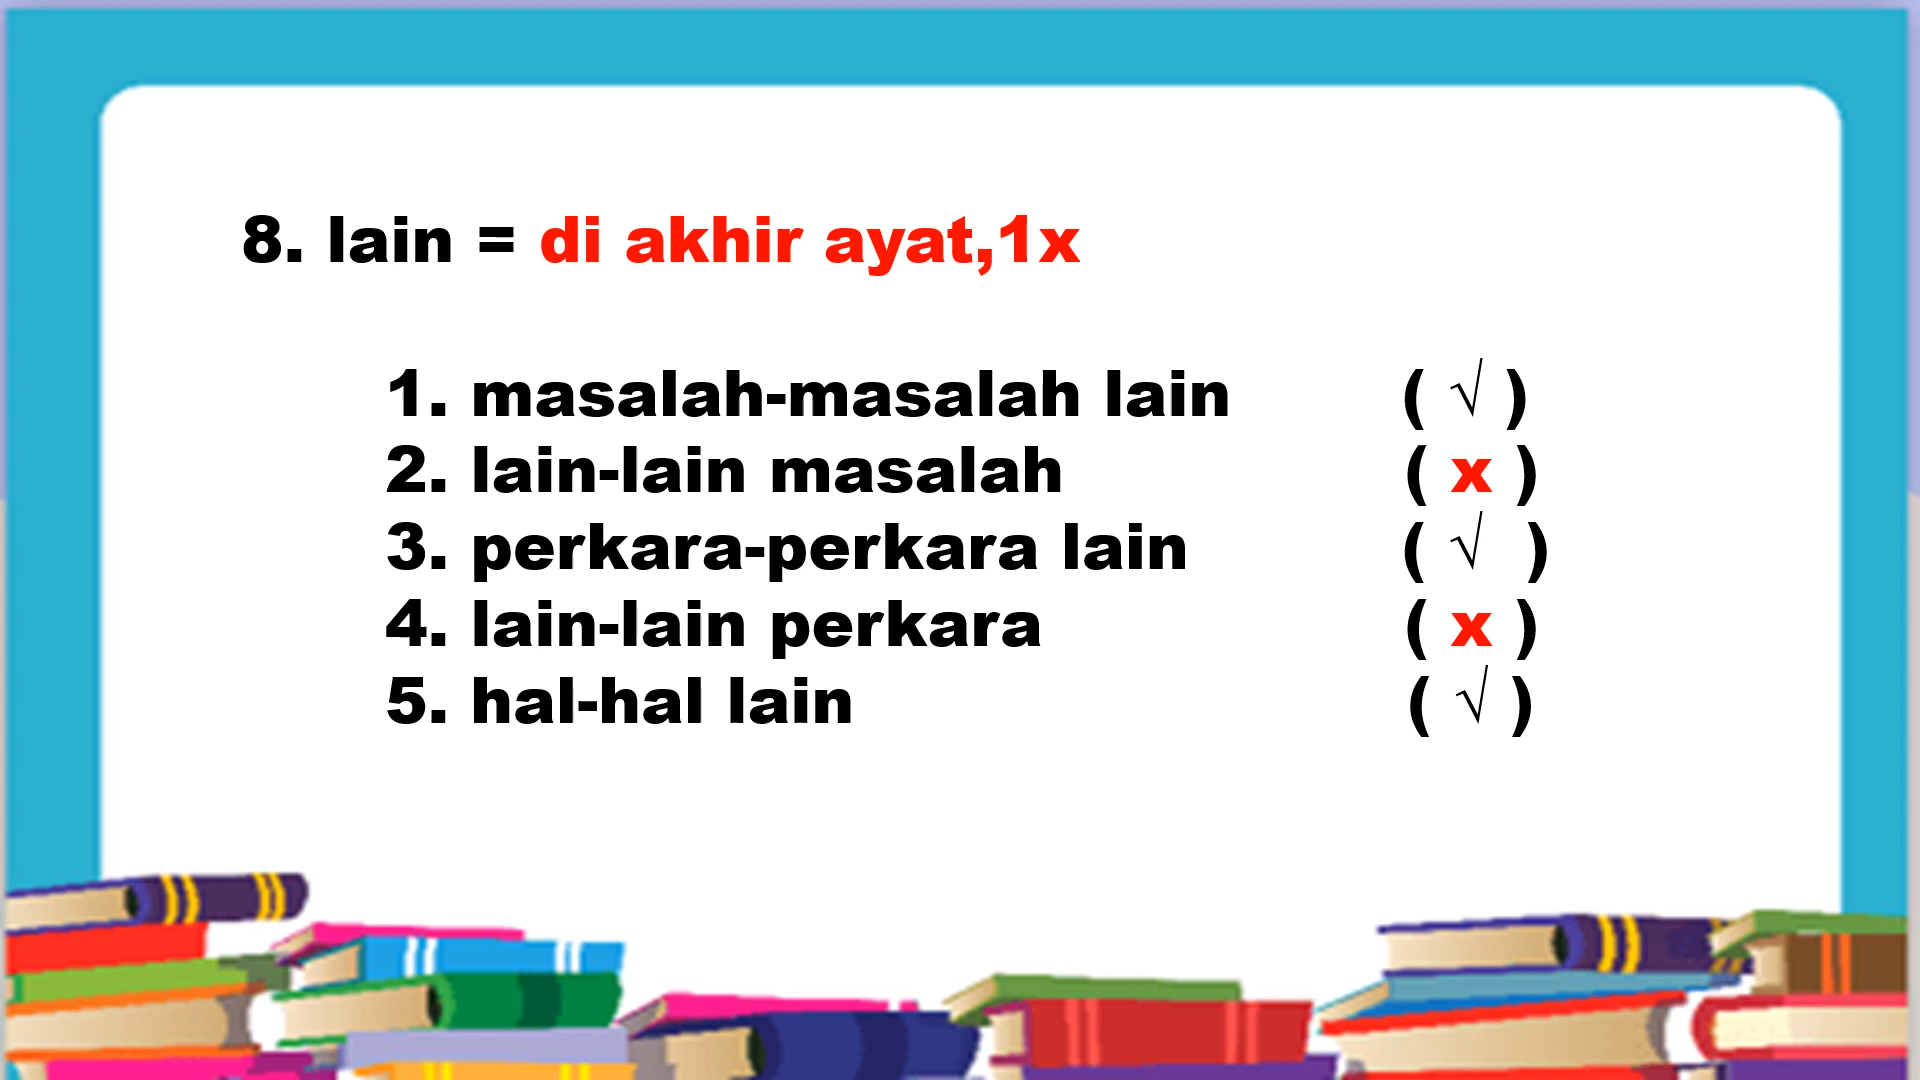 8. lain = di akhir ayat,1x
1. masalah-masalah lain ( √ )
2. lain-lain masalah ( x )
3. perkara-perkara lain ( √ )
4. lain-lain perkara ( x )
5. hal-hal lain ( √ )